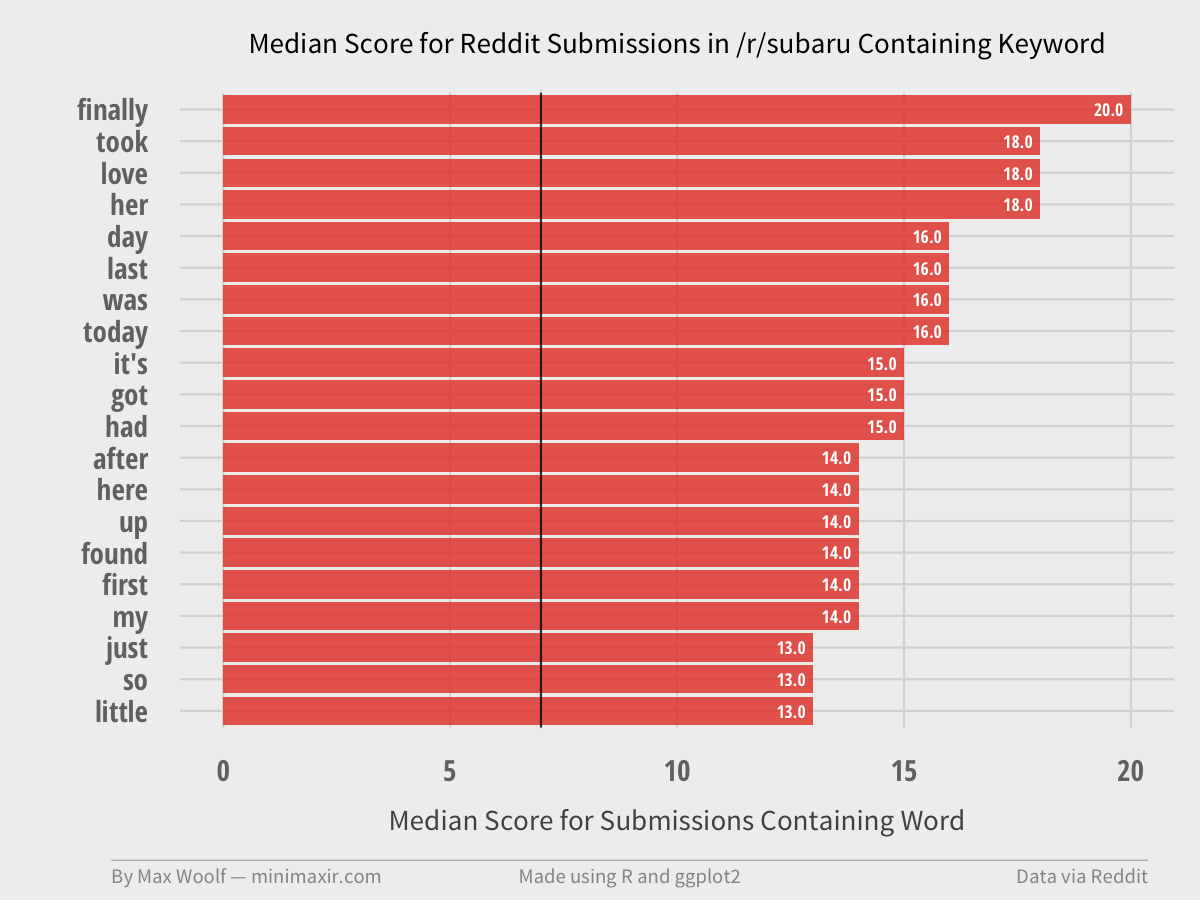 Median Score for Reddit Submissions in /r/subaru Containing Keyword
finally 20.0
took 18.0
love 18.0
her 18.0
day 16.0
last 16.0
was 16.0
today 16.0
it's 15.0
got 15.0
had 15.0
after 14.0
here 14.0
up 14.0
found 14.0
first 14.0
my 14.0
just 13.0
so 13.0
little 13.0
0 5 10 15 20
Median Score for Submissions Containing Word
By Max Woolf — minimaxir.com Made using R and ggplot2 Data via Reddit